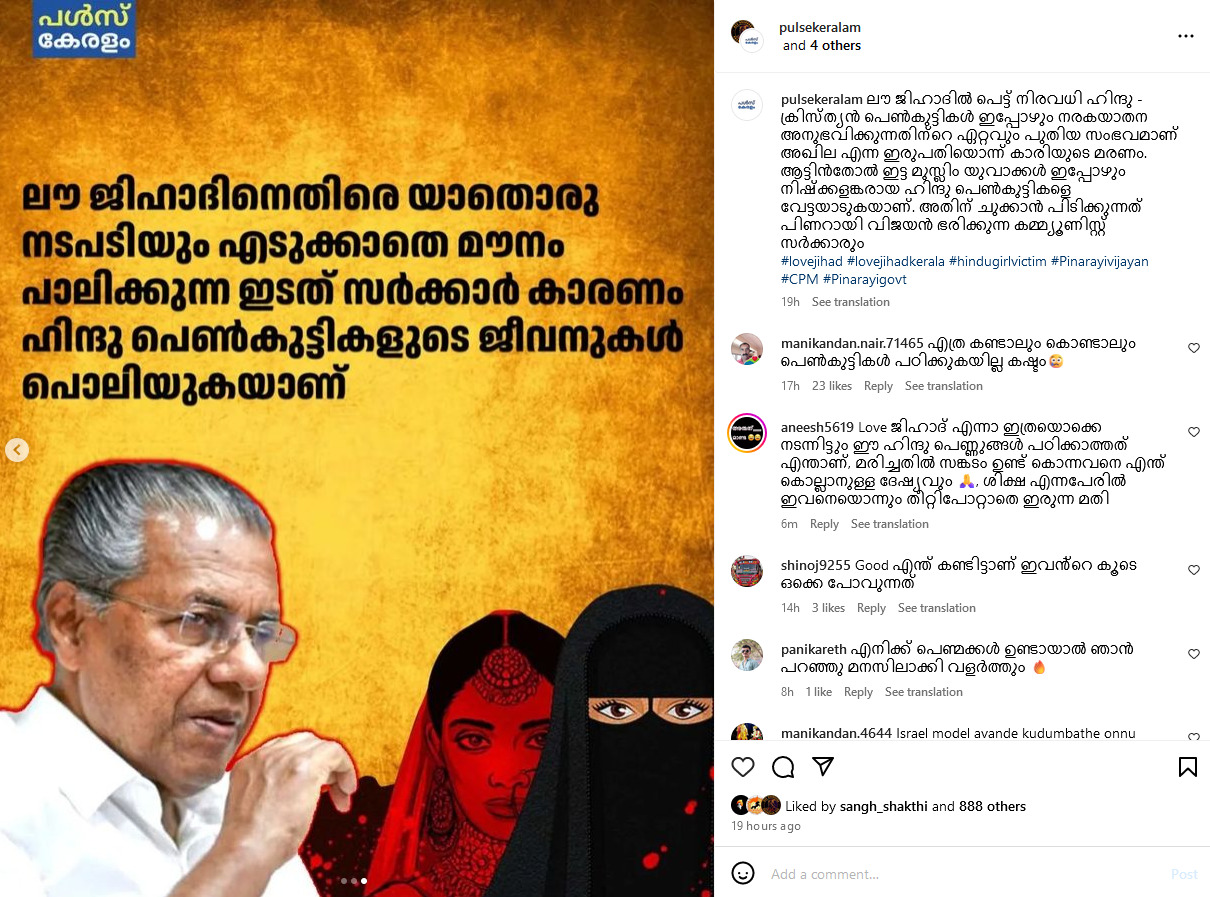 പൾസ്
കേരളം
ലൗ ജിഹാദിനെതിരെ യാതൊരു
നടപടിയും എടുക്കാതെ മൗനം
പാലിക്കുന്ന ഇടത് സർക്കാർ കാരണം
ഹിന്ദു പെൺകുട്ടികളുടെ ജീവനുകൾ
പൊലിയുകയാണ്
pulsekeralam
and 4 others
pulsekeralam ലൗ ജിഹാദിൽ പെട്ട് നിരവധി ഹിന്ദു -
ക്രിസ്ത്യൻ പെൺകുട്ടികൾ ഇപ്പോഴും നരകയാതന
അനുഭവിക്കുന്നതിന്റെ ഏറ്റവും പുതിയ സംഭവമാണ്
അഖില എന്ന ഇരുപതിയൊന്ന് കാരിയുടെ മരണം.
ആട്ടിൻതോൽ ഇട്ട മുസ്ലിം യുവാക്കൾ ഇപ്പോഴും
നിഷ്ക്കളങ്കരായ ഹിന്ദു പെൺകുട്ടികളെ
വേട്ടയാടുകയാണ്. അതിന് ചുക്കാൻ പിടിക്കുന്നത്
പിണറായി വിജയൻ ഭരിക്കുന്ന കമ്മ്യൂണിസ്റ്റ്
സർക്കാരും
#lovejihad #lovejihadkerala #hindugirlvictim #Pinarayivijayan
#CPM #Pinarayigovt
19h See translation
manikandan.nair.71465 എത്ര കണ്ടാലും കൊണ്ടാലും
പെൺകുട്ടികൾ പഠിക്കുകയില്ല കഷ്ടം
17h 23 likes Reply See translation
aneesh5619 Love ജിഹാദ് എന്നാ ഇത്രയൊക്കെ
നടന്നിട്ടും ഈ ഹിന്ദു പെണ്ണുങ്ങൾ പഠിക്കാത്തത്
എന്താണ്, മരിച്ചതിൽ സങ്കടം ഉണ്ട് കൊന്നവനെ എന്ത്
കൊല്ലാനുള്ള ദേഷ്യവും 🙏, ശിക്ഷ എന്നപേരിൽ
ഇവനെയൊന്നും തീറ്റിപോറ്റാതെ ഇരുന്ന മതി
6m Reply See translation
shinoj9255 Good എന്ത് കണ്ടിട്ടാണ് ഇവൻ്റെ കൂടെ
ഒക്കെ പോവുന്നത്
14h 3 likes Reply See translation
panikareth എനിക്ക് പെണ്മക്കൾ ഉണ്ടായാൽ ഞാൻ
പറഞ്ഞു മനസിലാക്കി വളർത്തും 🔥
8h 1 like Reply See translation
manikandan.4644 Israel model avande kudumbathe onnu
Liked by sangh_shakthi and 888 others
19 hours ago
Add a comment...
Post